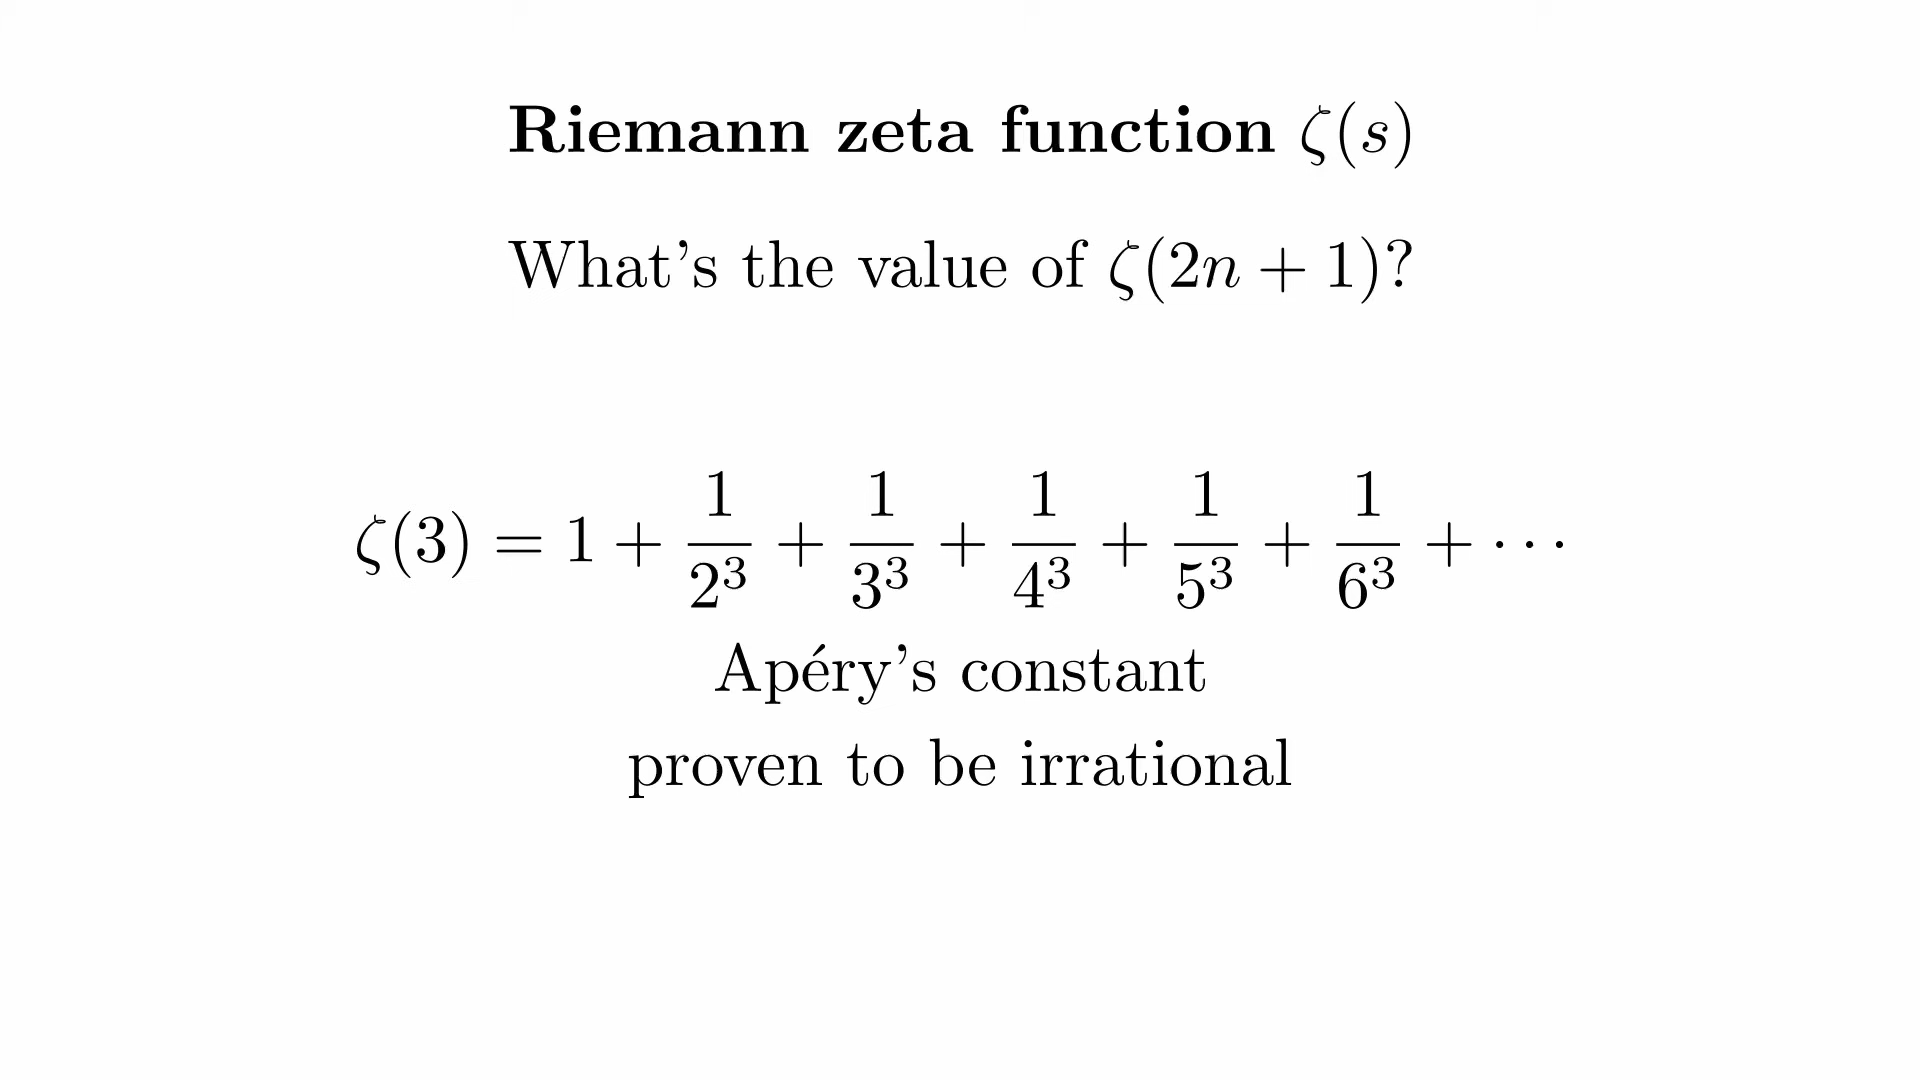 Riemann zeta function ζ(s)
What's the value of ζ(2n + 1)?
ζ(3) = 1 + 1/2³ + 1/3³ + 1/4³ + 1/5³ + 1/6³ + ···
Apéry's constant
proven to be irrational